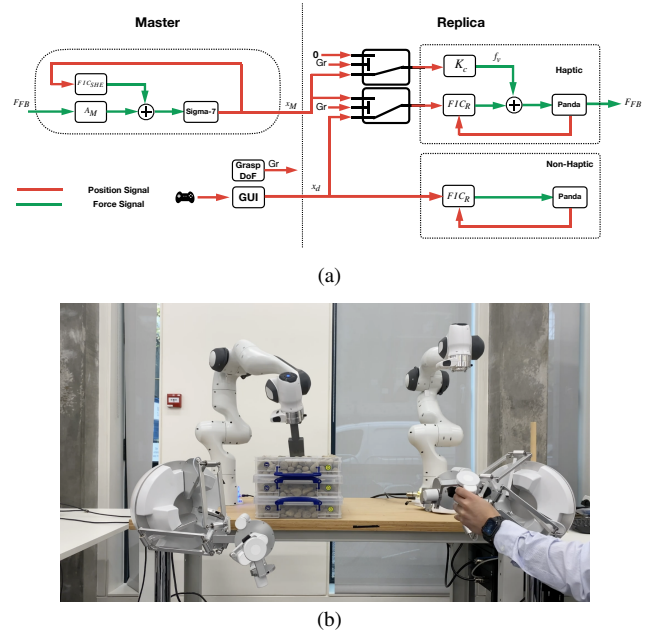 Master
Replica
0
Gr
Gr
FIC_SHE
F_FB
A_M
Sigma-7
x_M
K_c
f_v
Haptic
FIC_R
Panda
F_FB
Grasp
DoF
Gr
Non-Haptic
Position Signal
Force Signal
GUI
x_d
FIC_R
Panda
(a)
(b)